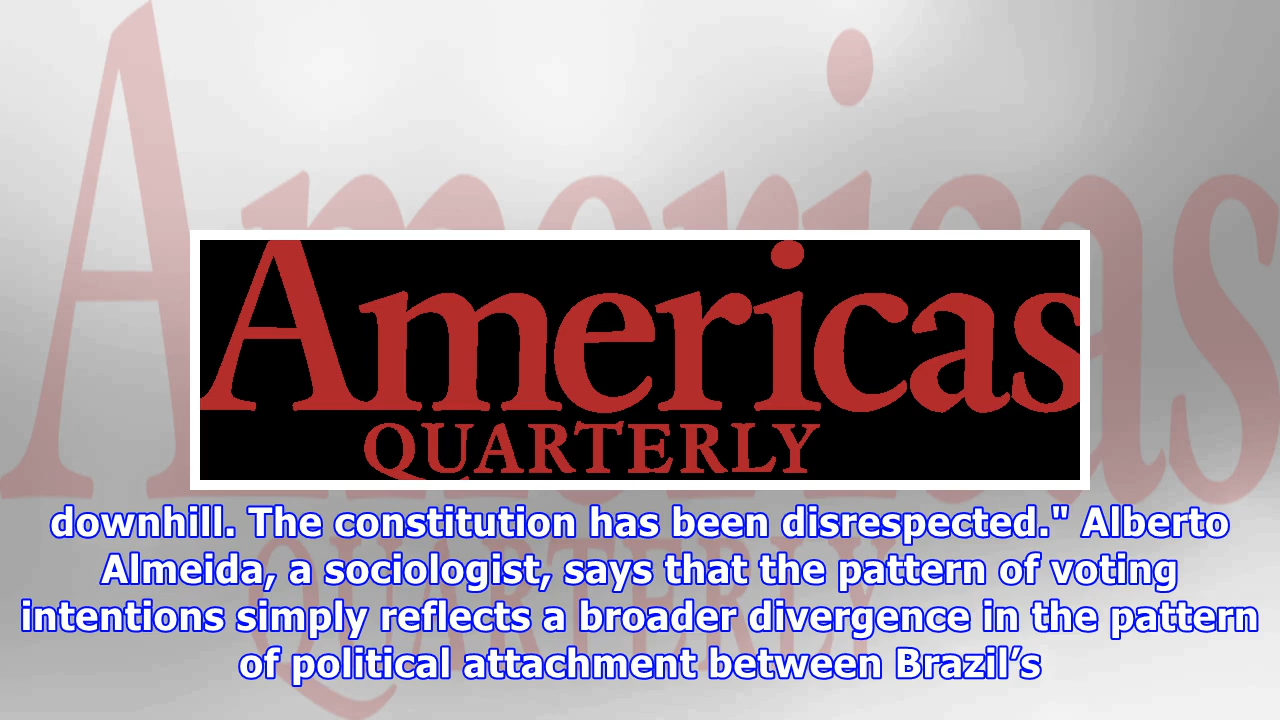 Americas
QUARTERLY
downhill. The constitution has been disrespected." Alberto
Almeida, a sociologist, says that the pattern of voting
intentions simply reflects a broader divergence in the pattern
of political attachment between Brazil’s